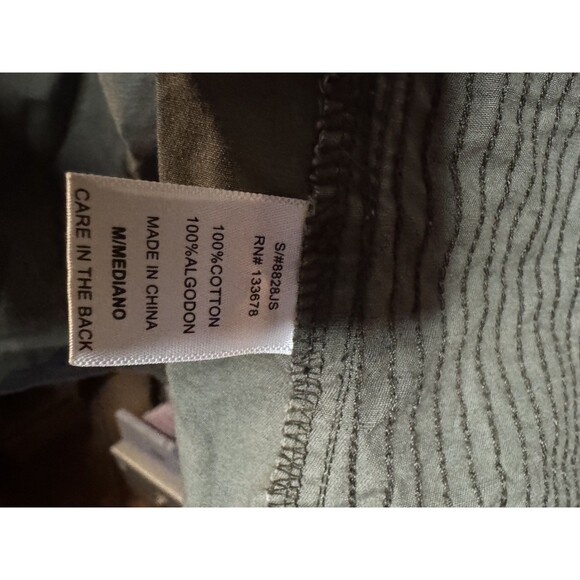 S/#8828JS
RN# 133678
100%COTTON
100%ALGODON
MADE IN CHINA
M/MEDIANO
CARE IN THE BACK